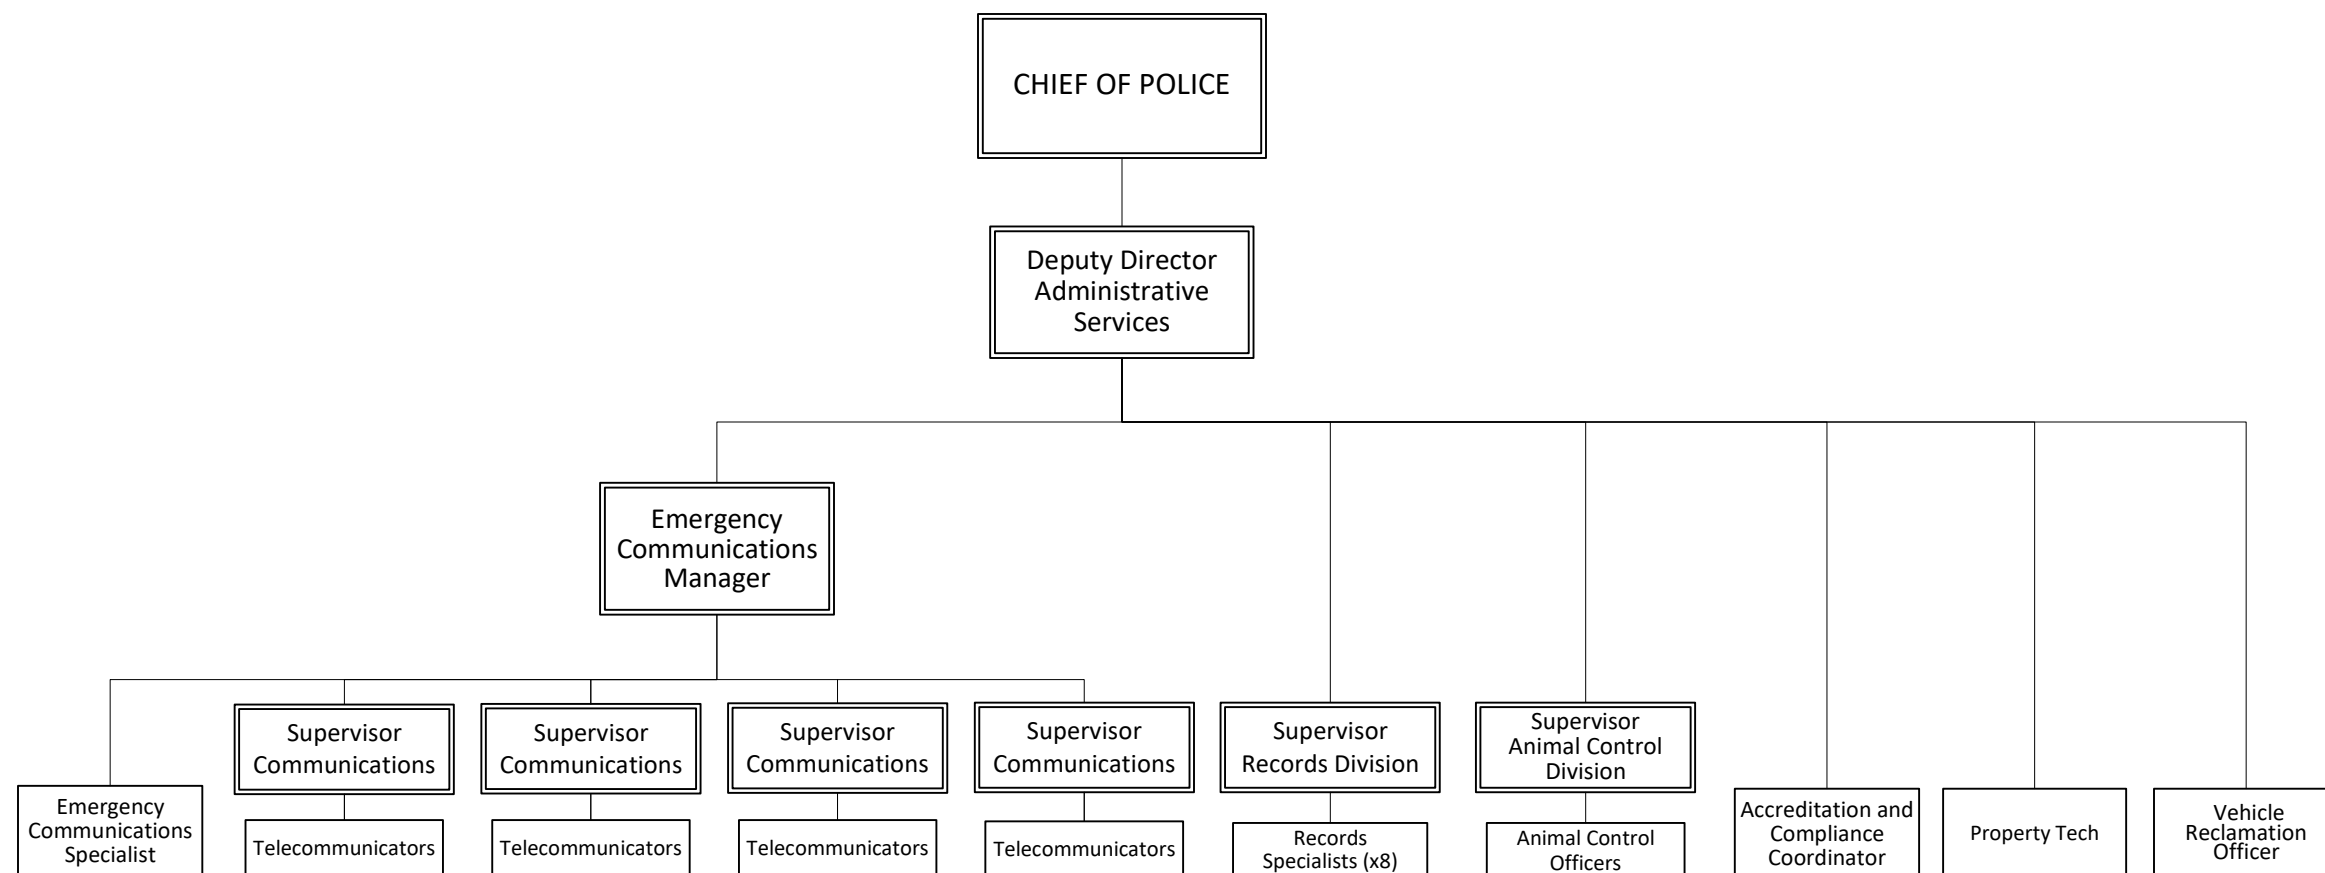 CHIEF OF POLICE
Deputy Director
Administrative
Services
Emergency
Communications
Manager
Supervisor
Communications
Supervisor
Communications
Supervisor
Communications
Supervisor
Communications
Supervisor
Records Division
Supervisor
Animal Control
Division
Emergency
Communications
Specialist
Telecommunicators
Telecommunicators
Telecommunicators
Telecommunicators
Records
Specialists (x8)
Animal Control
Officers
Accreditation and
Compliance
Coordinator
Property Tech
Vehicle
Reclamation
Officer